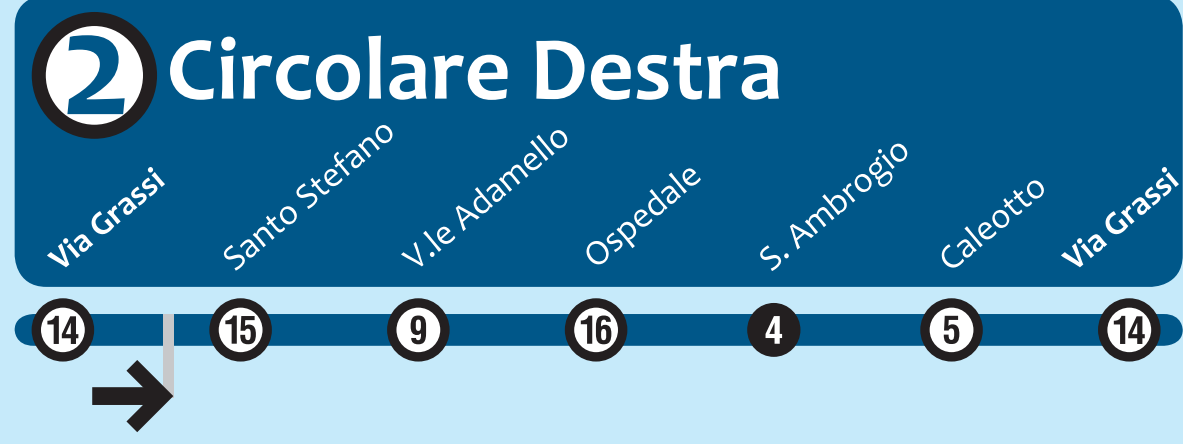 2 Circolare Destra
Via Grassi
Santo Stefano
V.le Adamello
Ospedale
S. Ambrogio
Caleotto
Via Grassi
14 15 9 16 4 5 14